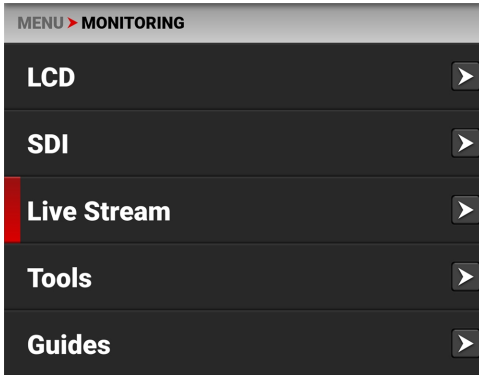 MENU > MONITORING
LCD
SDI
Live Stream
Tools
Guides